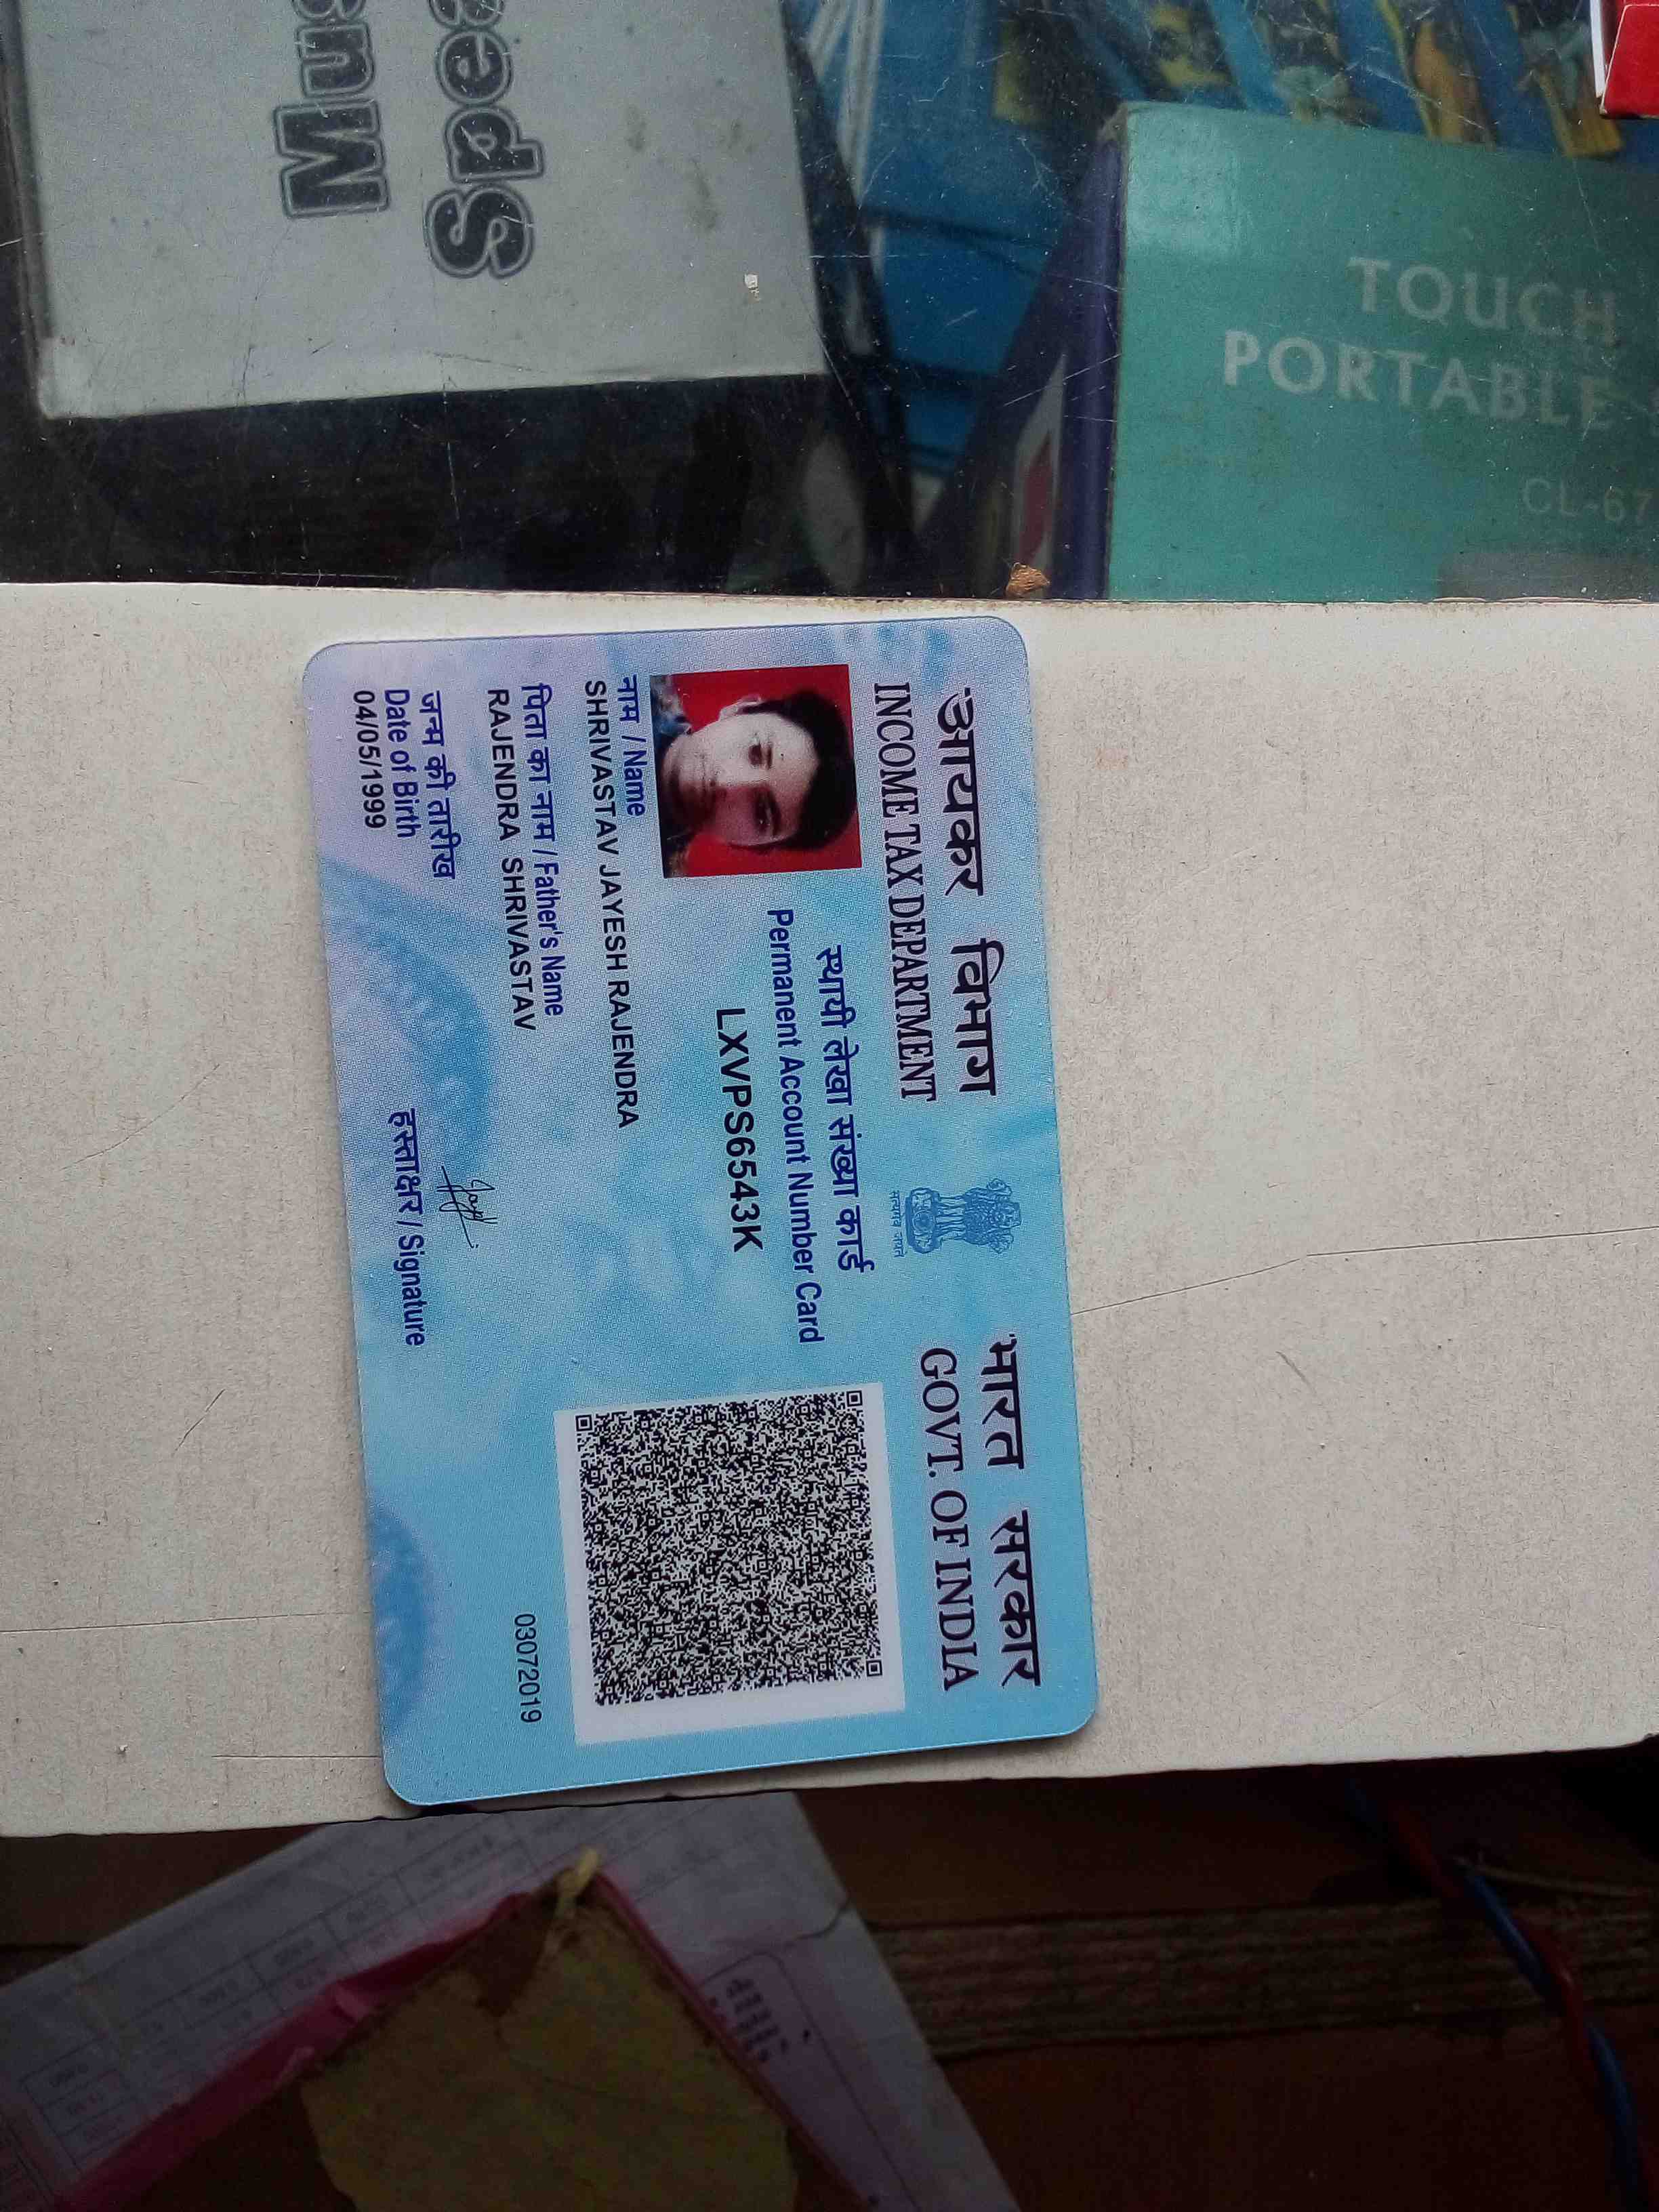 आयकर विभाग
INCOME TAX DEPARTMENT
सत्यमेव जयते
भारत सरकार
GOVT. OF INDIA
स्थायी लेखा संख्या कार्ड
Permanent Account Number Card
LXVPS6543K
नाम / Name
SHRIVASTAV JAYESH RAJENDRA
पिता का नाम / Father's Name
RAJENDRA SHRIVASTAV
जन्म की तारीख
Date of Birth
04/05/1999
हस्ताक्षर / Signature
03072019
TOUCH
PORTABLE
CL-67